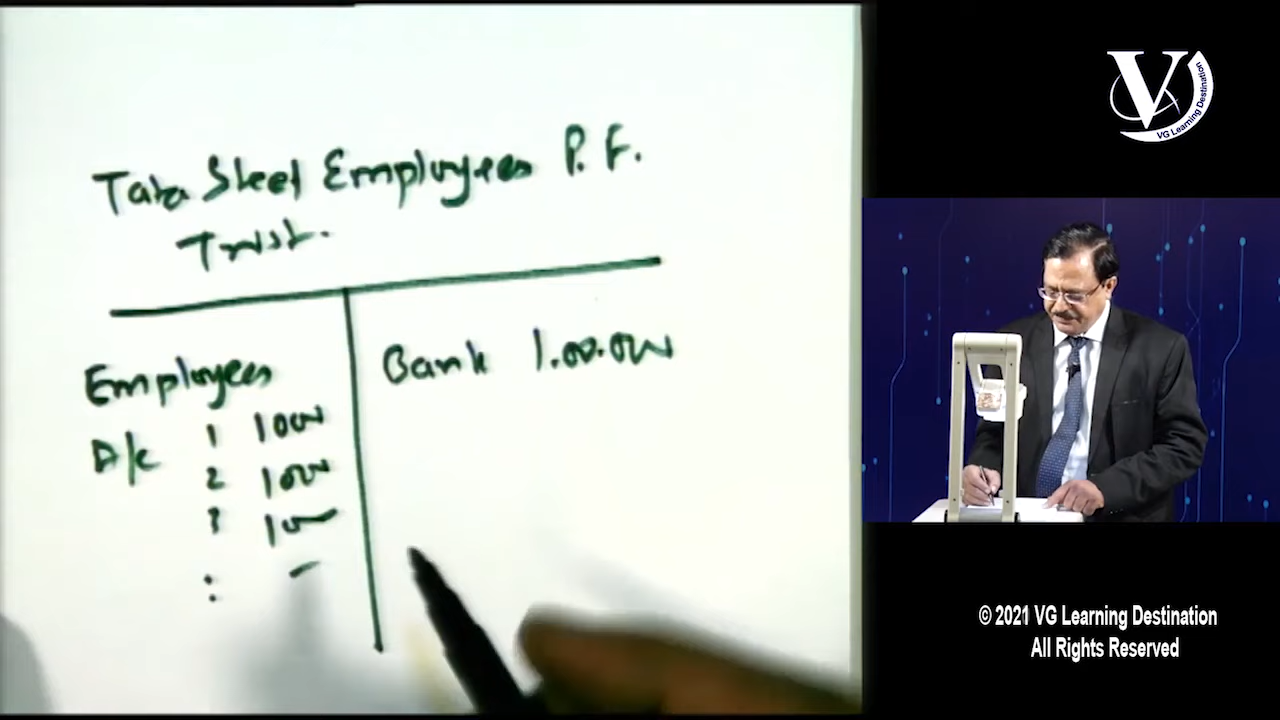 Tata Steel Employees P.F.
Trust.
Employees
A/c 1 1000
2 1000
3 1000
:
Bank 1.00.000
V
VG Learning Destination
© 2021 VG Learning Destination
All Rights Reserved